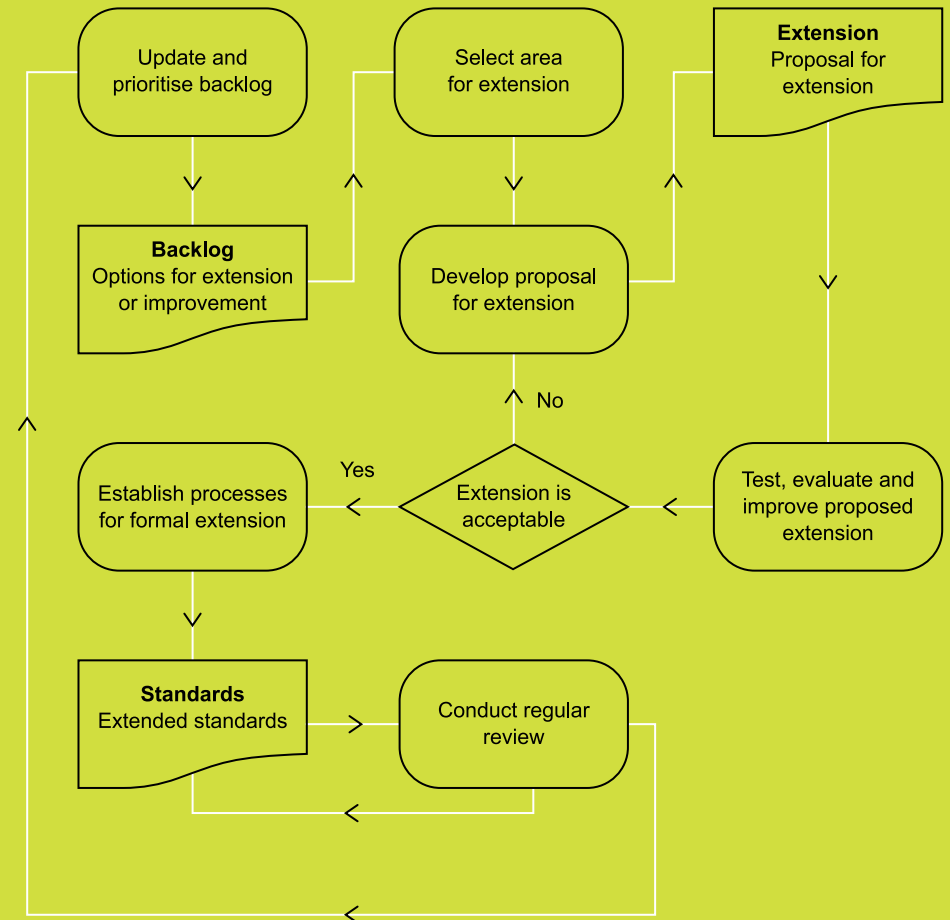 Update and
prioritise backlog
Select area
for extension
Extension
Proposal for
extension
Backlog
Options for extension
or improvement
Develop proposal
for extension
No
Yes
Establish processes
for formal extension
Extension is
acceptable
Test, evaluate and
improve proposed
extension
Standards
Extended standards
Conduct regular
review